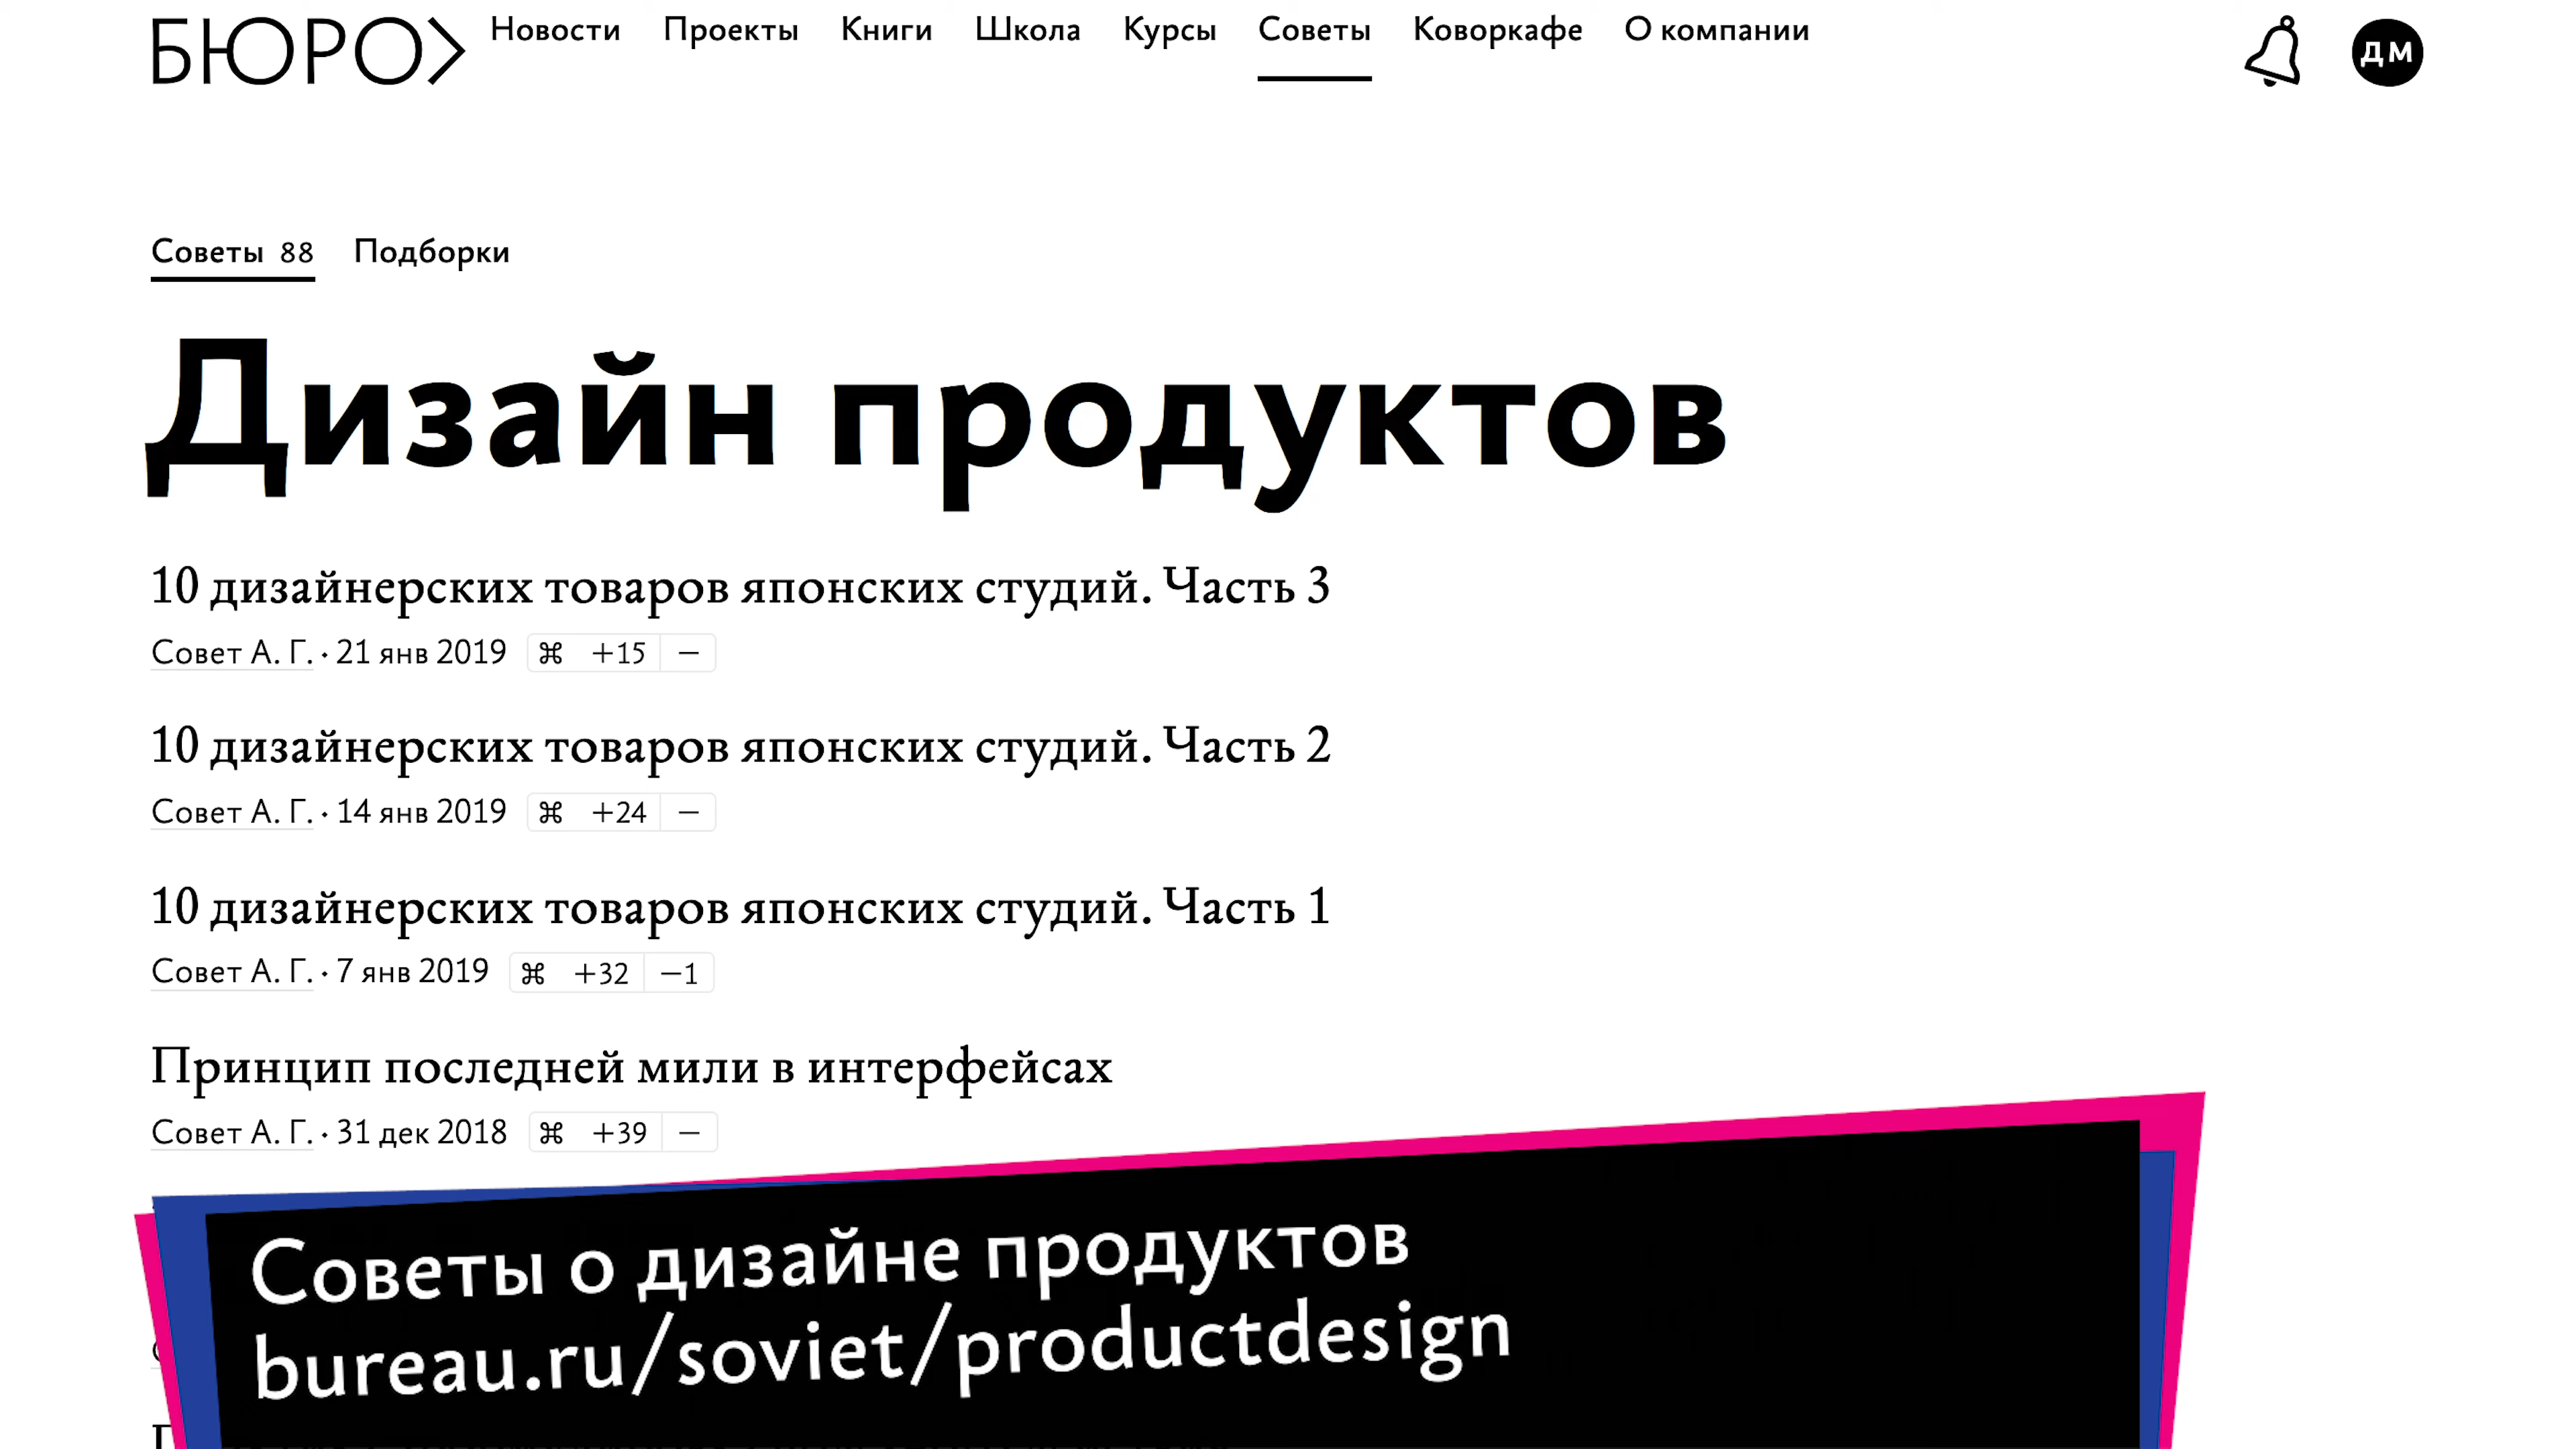 БЮРО Новости Проекты Книги Школа Курсы Советы Коворкафе О компании ДМ
Советы 88 Подборки
Дизайн продуктов
10 дизайнерских товаров японских студий. Часть 3
Совет А. Г. · 21 янв 2019 ⌘ +15 −
10 дизайнерских товаров японских студий. Часть 2
Совет А. Г. · 14 янв 2019 ⌘ +24 −
10 дизайнерских товаров японских студий. Часть 1
Совет А. Г. · 7 янв 2019 ⌘ +32 −1
Принцип последней мили в интерфейсах
Совет А. Г. · 31 дек 2018 ⌘ +39 −
Советы о дизайне продуктов
bureau.ru/soviet/productdesign